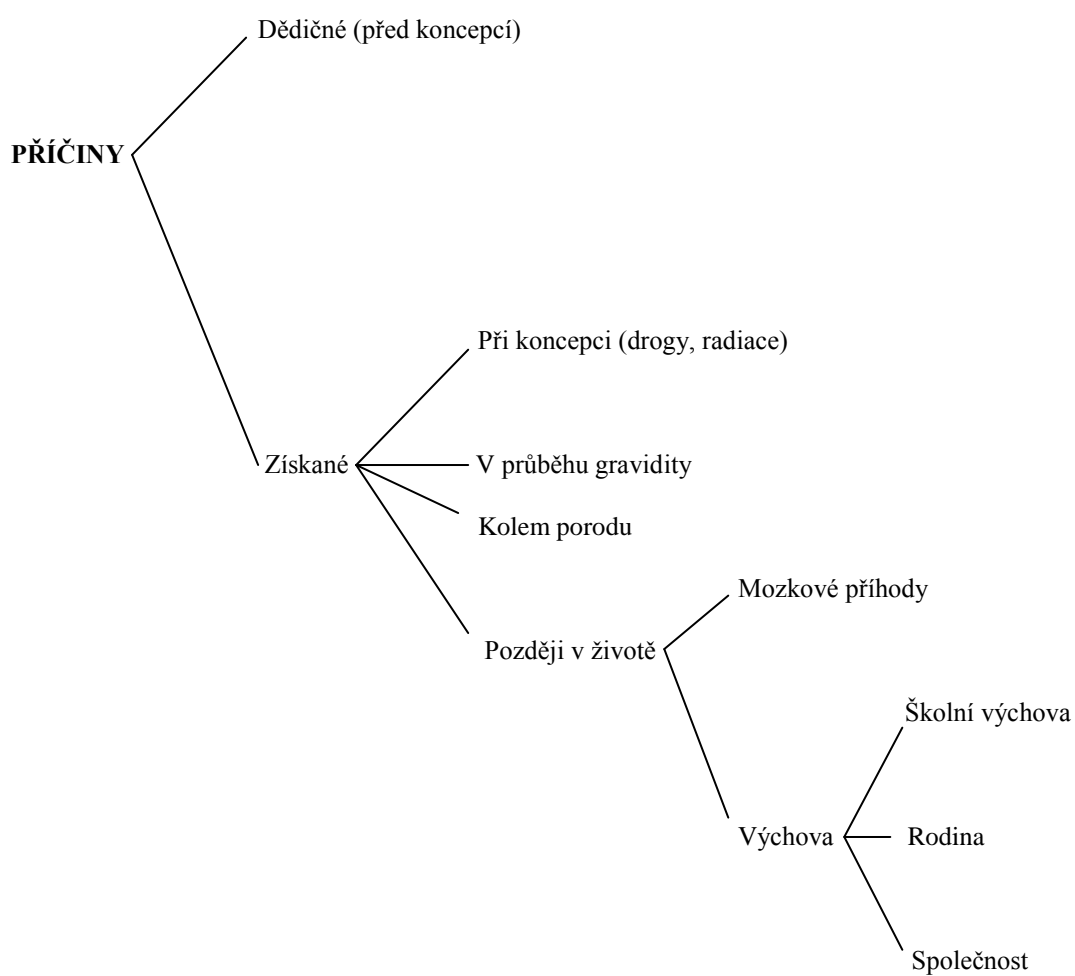 Dědičné (před koncepcí)
PŘÍČINY
Při koncepci (drogy, radiace)
Získané
V průběhu gravidity
Kolem porodu
Mozkové příhody
Později v životě
Školní výchova
Výchova
Rodina
Společnost